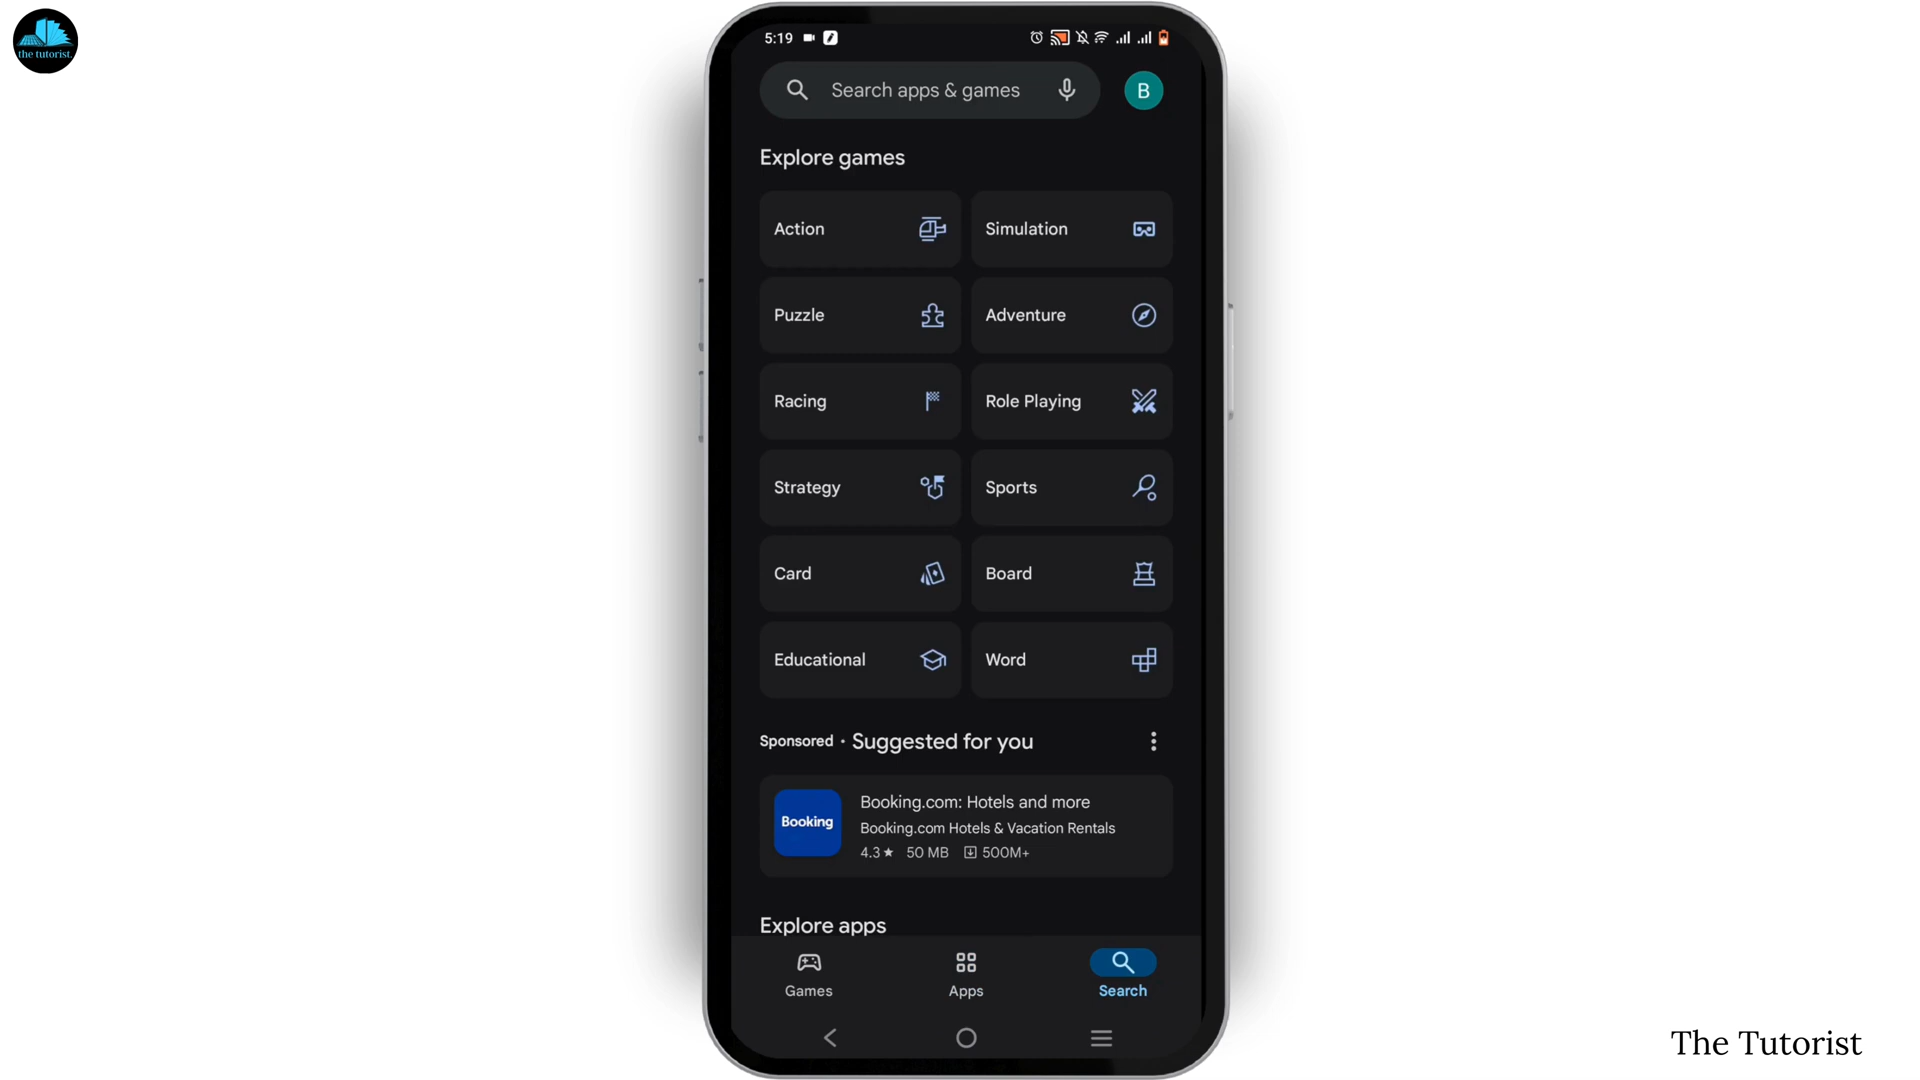 the tutorist.
5:19
Search apps & games
B
Explore games
Action
Simulation
Puzzle
Adventure
Racing
Role Playing
Strategy
Sports
Card
Board
Educational
Word
Sponsored · Suggested for you
Booking
Booking.com: Hotels and more
Booking.com Hotels & Vacation Rentals
4.3★ 50 MB 500M+
Explore apps
Games
Apps
Search
The Tutorist